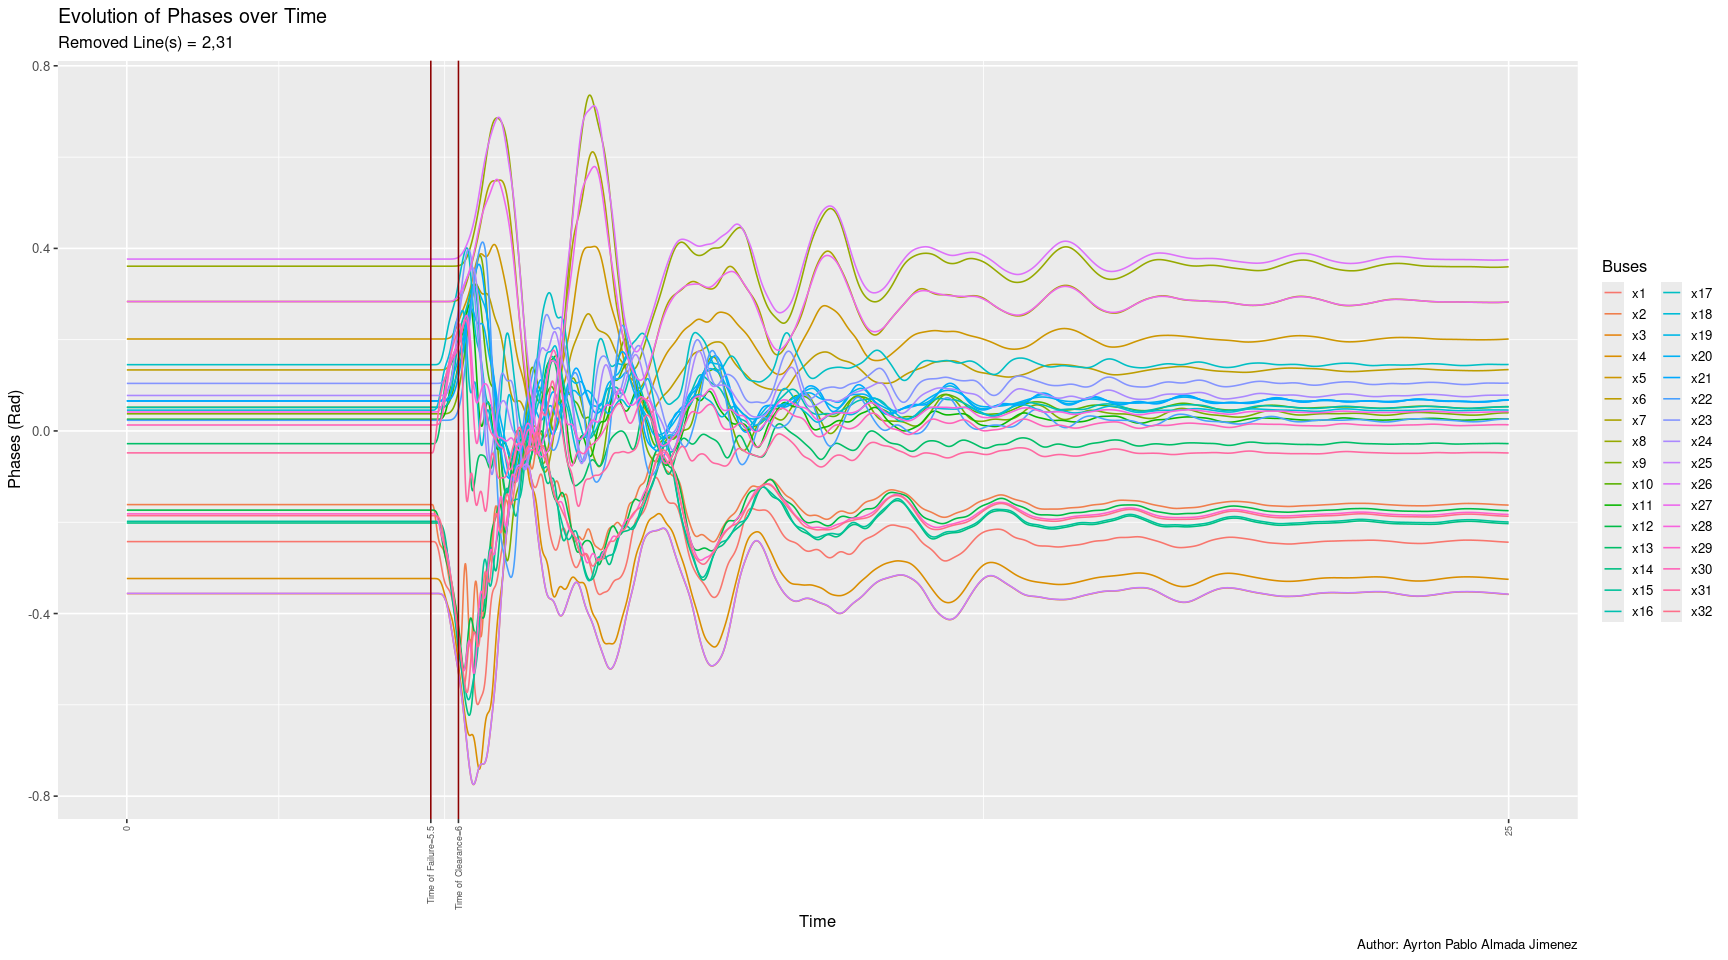 Evolution of Phases over Time
Removed Line(s) = 2,31
0.8
0.4
0.0
-0.4
-0.8
Phases (Rad)
0
Time of Failure=5.5
Time of Clearance=6
25
Time
Buses
x1 x17
x2 x18
x3 x19
x4 x20
x5 x21
x6 x22
x7 x23
x8 x24
x9 x25
x10 x26
x11 x27
x12 x28
x13 x29
x14 x30
x15 x31
x16 x32
Author: Ayrton Pablo Almada Jimenez